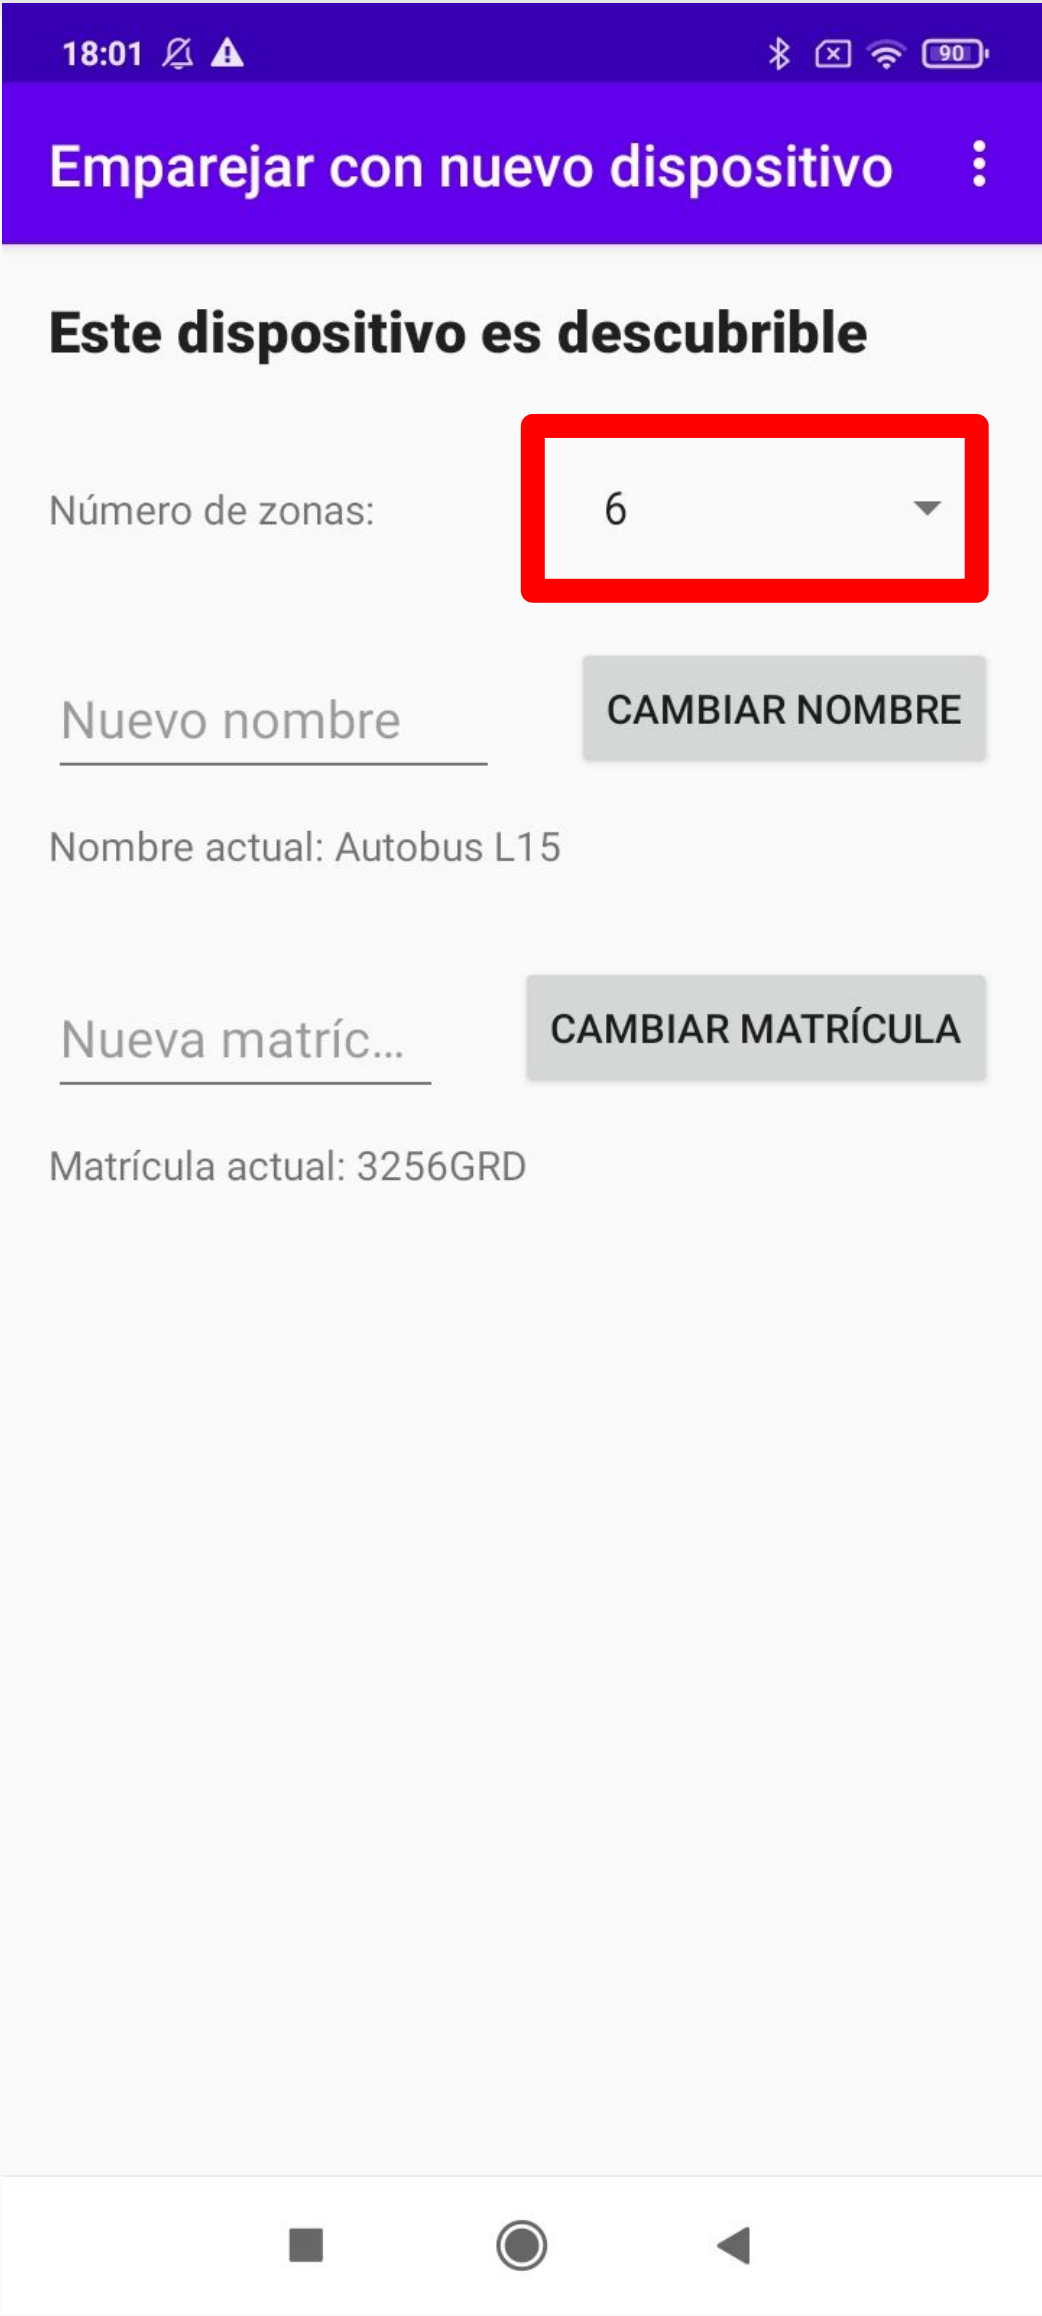 18:01
90
Emparejar con nuevo dispositivo
Este dispositivo es descubrible
Número de zonas:
6
Nuevo nombre
CAMBIAR NOMBRE
Nombre actual: Autobus L15
Nueva matríc...
CAMBIAR MATRÍCULA
Matrícula actual: 3256GRD